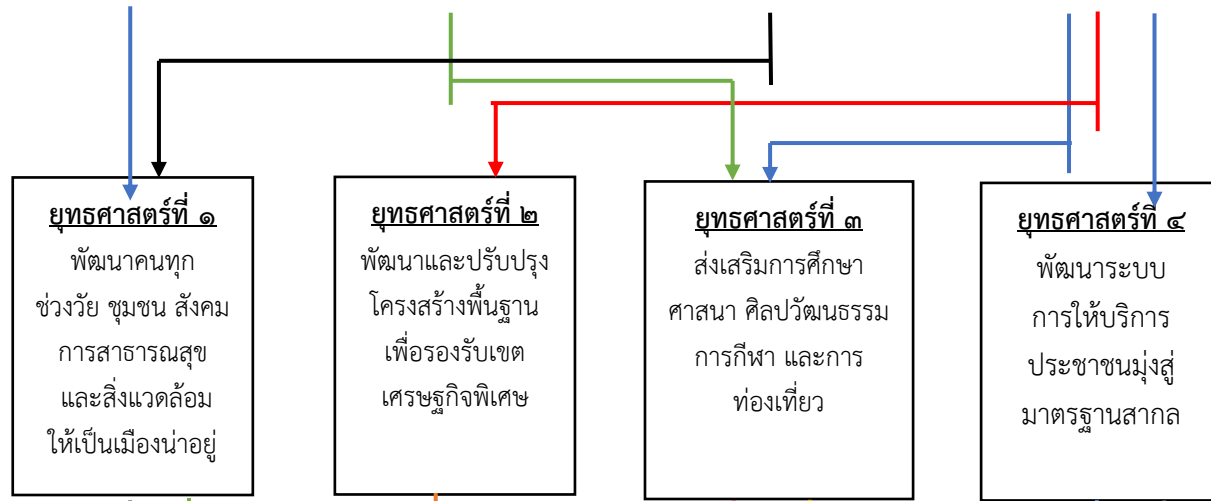 ยุทธศาสตร์ที่ ๑
พัฒนาคนทุก
ช่วงวัย ชุมชน สังคม
การสาธารณสุข
และสิ่งแวดล้อม
ให้เป็นเมืองน่าอยู่
ยุทธศาสตร์ที่ ๒
พัฒนาและปรับปรุง
โครงสร้างพื้นฐาน
เพื่อรองรับเขต
เศรษฐกิจพิเศษ
ยุทธศาสตร์ที่ ๓
ส่งเสริมการศึกษา
ศาสนา ศิลปวัฒนธรรม
การกีฬา และการ
ท่องเที่ยว
ยุทธศาสตร์ที่ ๔
พัฒนาระบบ
การให้บริการ
ประชาชนมุ่งสู่
มาตรฐานสากล